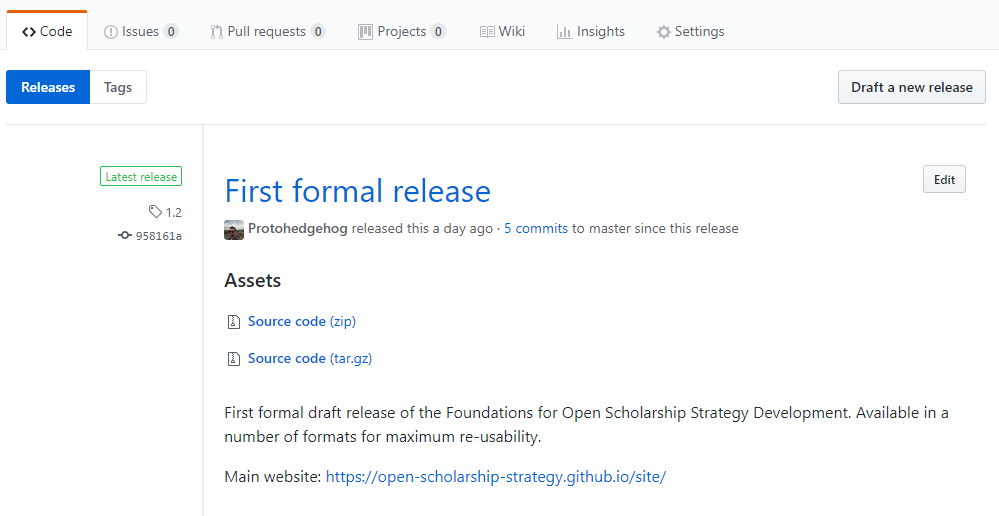 Code Issues 0 Pull requests 0 Projects 0 Wiki Insights Settings
Releases Tags Draft a new release
Latest release
1.2
958161a
First formal release Edit
Protohedgehog released this a day ago · 5 commits to master since this release
Assets
Source code (zip)
Source code (tar.gz)
First formal draft release of the Foundations for Open Scholarship Strategy Development. Available in a
number of formats for maximum re-usability.
Main website: https://open-scholarship-strategy.github.io/site/